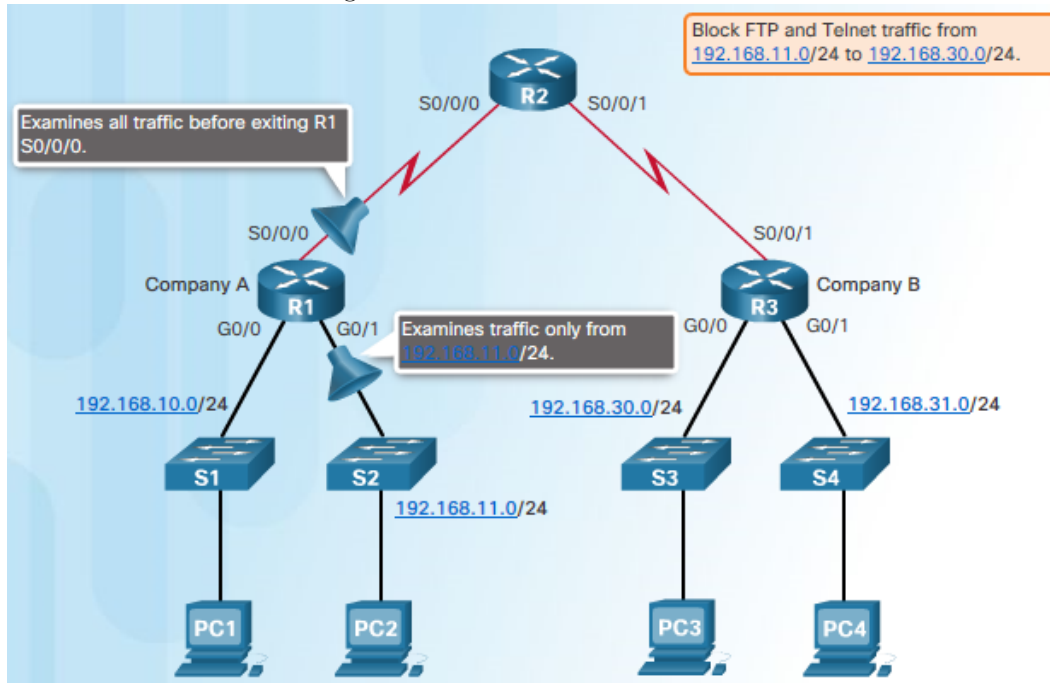 Block FTP and Telnet traffic from
192.168.11.0/24 to 192.168.30.0/24.
R2
S0/0/0
S0/0/1
Examines all traffic before exiting R1
S0/0/0.
S0/0/0
S0/0/1
Company A
R1
R3
Company B
G0/0
G0/1
Examines traffic only from
192.168.11.0/24.
G0/0
G0/1
192.168.10.0/24
192.168.30.0/24
192.168.31.0/24
S1
S2
S3
S4
192.168.11.0/24
PC1
PC2
PC3
PC4